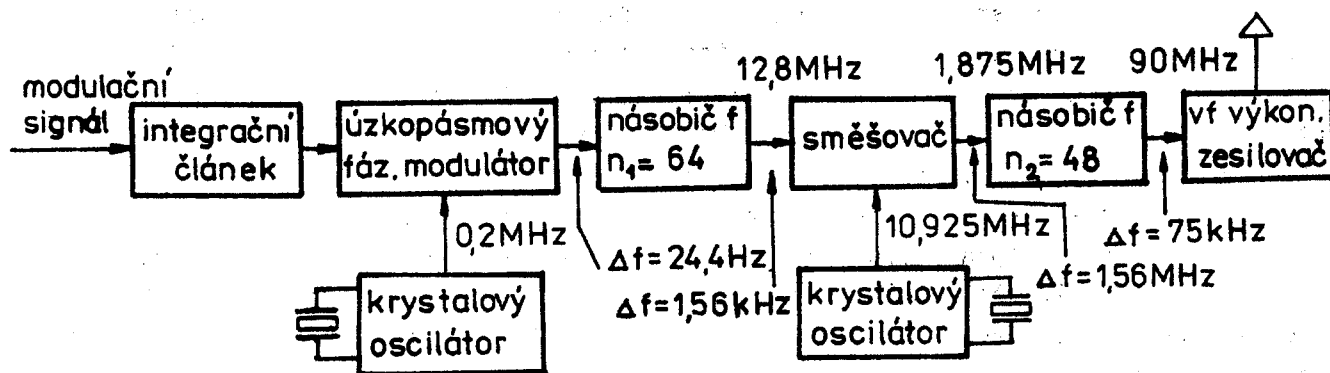 modulační
signál
integrační
článek
úzkopásmový
fáz. modulátor
násobič f
n₁= 64
12,8MHz
směšovač
1,875MHz
násobič f
n₂= 48
90MHz
vf výkon.
zesilovač
0,2MHz
Δf= 24,4Hz
Δf=1,56kHz
10,925MHz
Δf=75kHz
Δf=1,56MHz
krystalový
oscilátor
krystalový
oscilátor